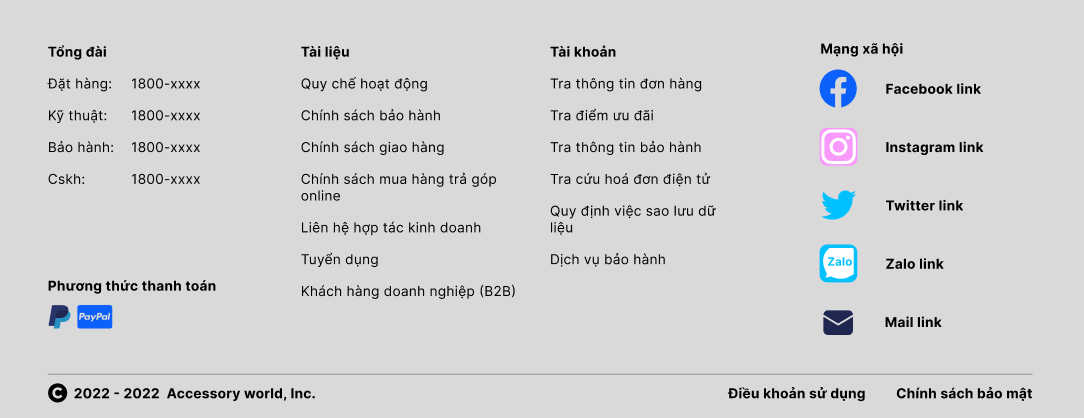 Tổng đài
Đặt hàng: 1800-xxxx
Kỹ thuật: 1800-xxxx
Bảo hành: 1800-xxxx
Cskh: 1800-xxxx
Phương thức thanh toán
PayPal
Tài liệu
Quy chế hoạt động
Chính sách bảo hành
Chính sách giao hàng
Chính sách mua hàng trả góp
online
Liên hệ hợp tác kinh doanh
Tuyển dụng
Khách hàng doanh nghiệp (B2B)
Tài khoản
Tra thông tin đơn hàng
Tra điểm ưu đãi
Tra thông tin bảo hành
Tra cứu hoá đơn điện tử
Quy định việc sao lưu dữ
liệu
Dịch vụ bảo hành
Mạng xã hội
Facebook link
Instagram link
Twitter link
Zalo
Zalo link
Mail link
© 2022 - 2022 Accessory world, Inc.
Điều khoản sử dụng
Chính sách bảo mật